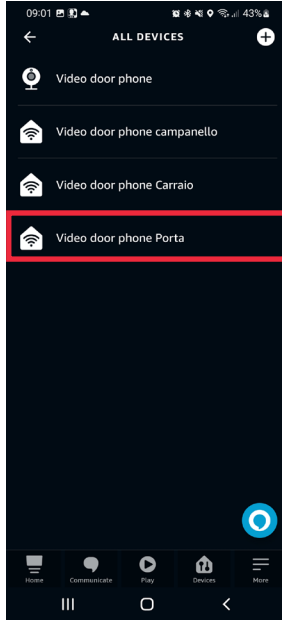 09:01 43%
ALL DEVICES
Video door phone
Video door phone campanello
Video door phone Carraio
Video door phone Porta
Home Communicate Play Devices More